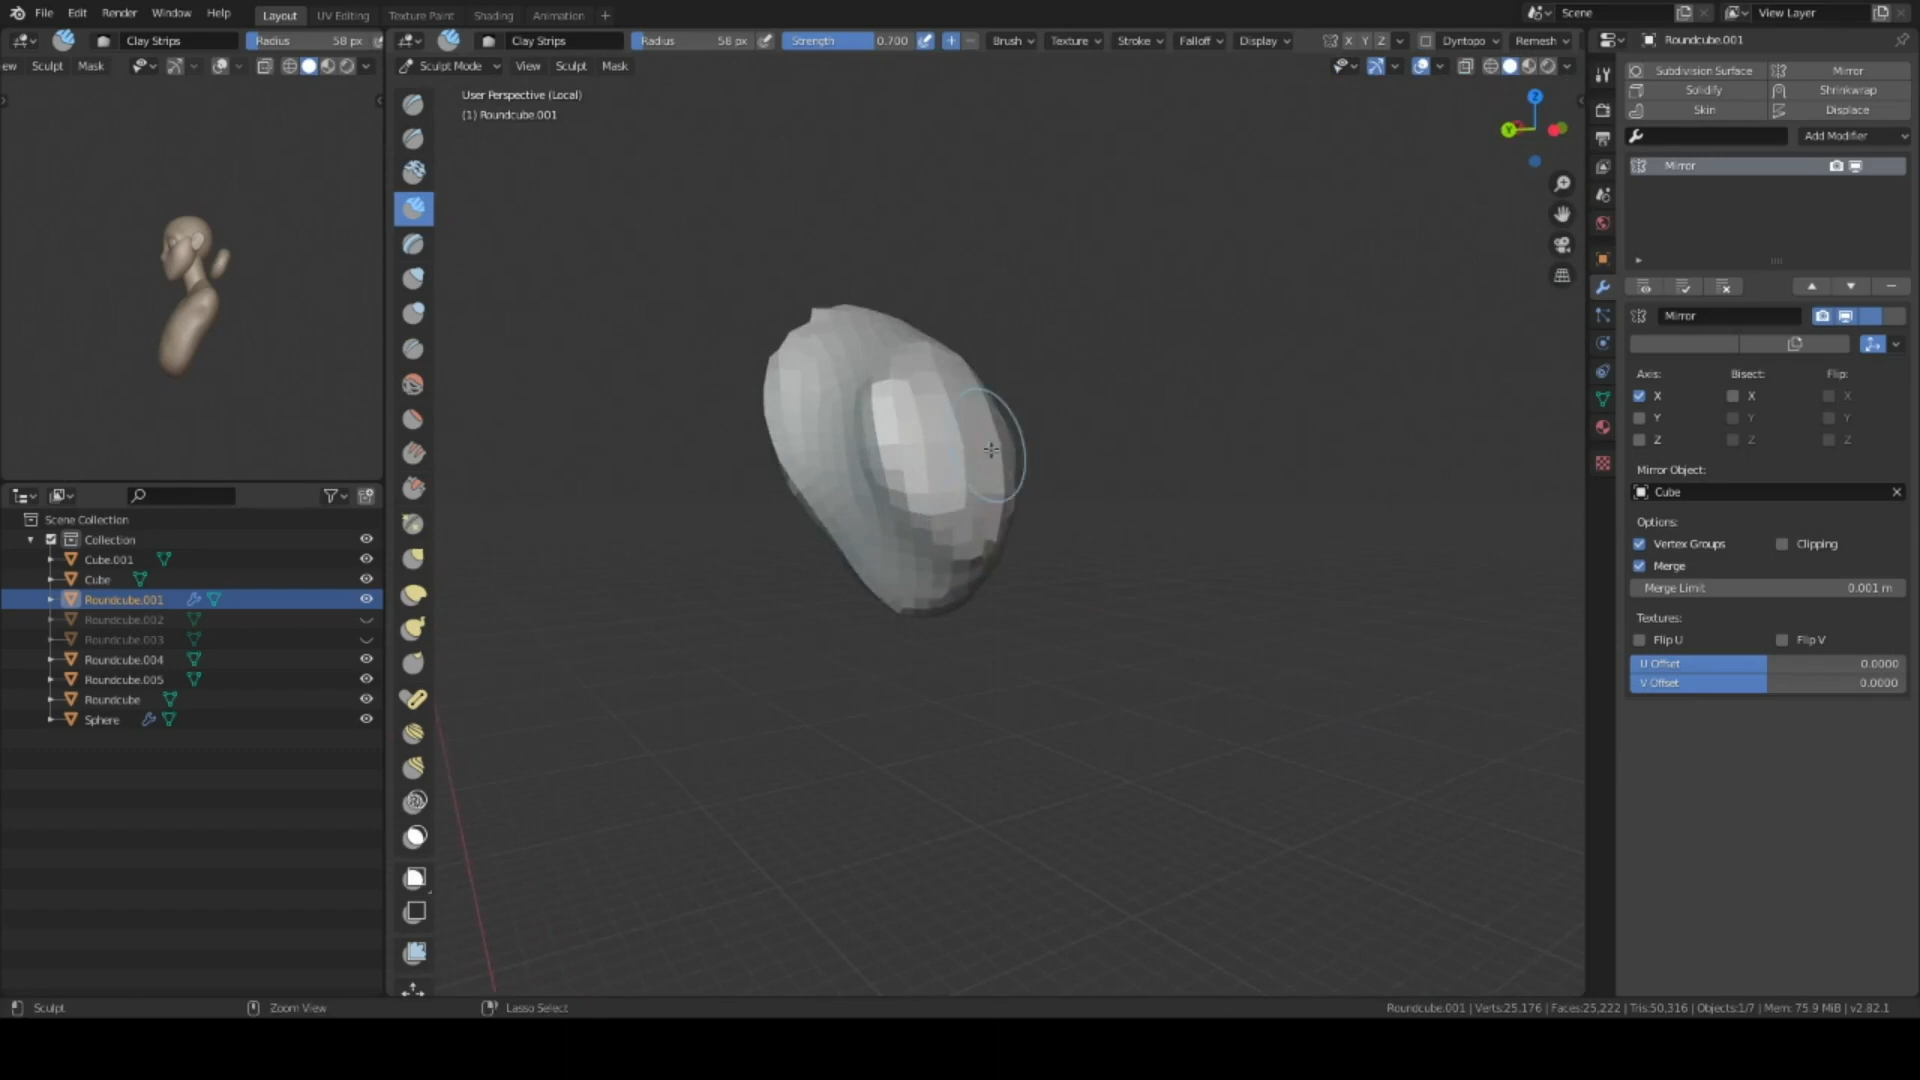 File Edit Render Window Help Layout UV Editing Texture Paint Shading Animation + Scene View Layer
Clay Strips Radius 58 px Clay Strips Radius 58 px Strength 0.700 Brush Texture Stroke Falloff Display X Y Z Dyntopo Remesh Roundcube.001
ew Sculpt Mask Sculpt Mode View Sculpt Mask
Subdivision Surface Mirror
Solidify Shrinkwrap
Skin Displace
User Perspective (Local)
(1) Roundcube.001
Z
Y
Add Modifier
Mirror
Mirror
Axis: Bisect: Flip:
X X X
Y Y Y
Z Z Z
Mirror Object:
Cube
Options:
Vertex Groups Clipping
Merge
Merge Limit 0.001 m
Textures:
Flip U Flip V
U Offset 0.0000
V Offset 0.0000
Scene Collection
Collection
Cube.001
Cube
Roundcube.001
Roundcube.002
Roundcube.003
Roundcube.004
Roundcube.005
Roundcube
Sphere
Sculpt Zoom View Lasso Select Roundcube.001 | Verts:25,176 | Faces:25,222 | Tris:50,316 | Objects:1/7 | Mem: 75.9 MiB | v2.82.1